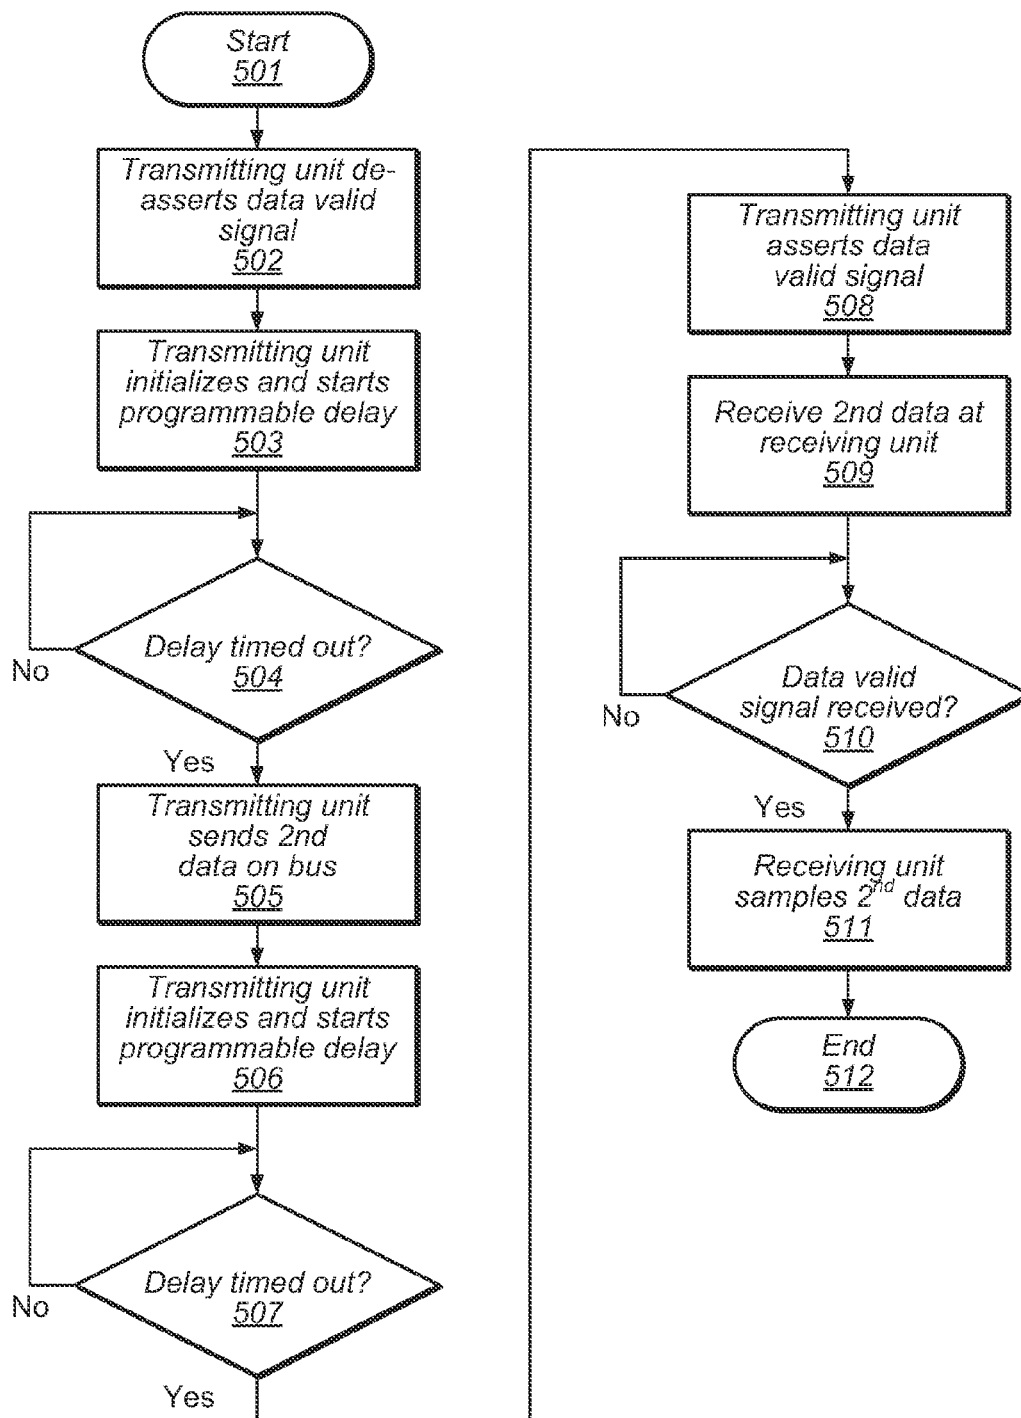 Start
501
Transmitting unit de-
asserts data valid
signal
502
Transmitting unit
initializes and starts
programmable delay
503
Delay timed out?
504
No
Yes
Transmitting unit
sends 2nd
data on bus
505
Transmitting unit
initializes and starts
programmable delay
506
Delay timed out?
507
No
Yes
Transmitting unit
asserts data
valid signal
508
Receive 2nd data at
receiving unit
509
Data valid
signal received?
510
No
Yes
Receiving unit
samples 2nd data
511
End
512